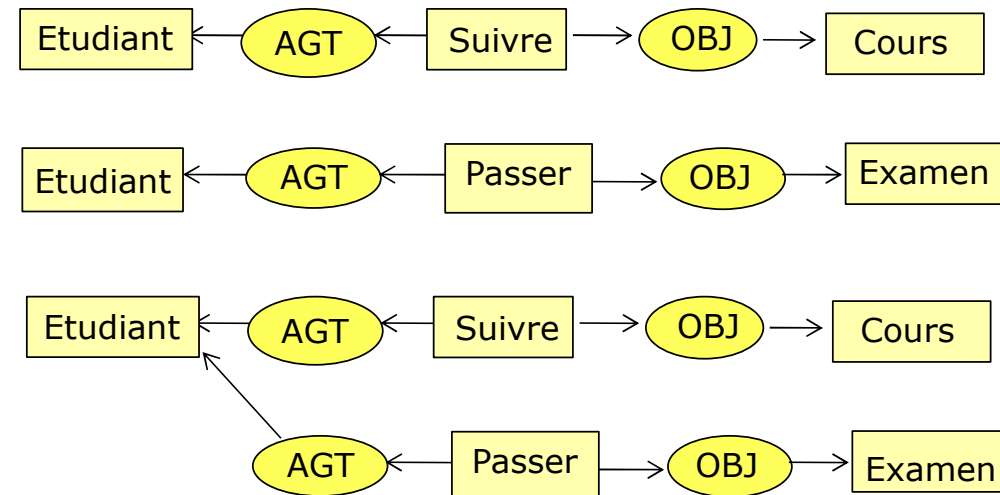 Etudiant AGT Suivre OBJ Cours
Etudiant AGT Passer OBJ Examen
Etudiant AGT Suivre OBJ Cours
AGT Passer OBJ Examen